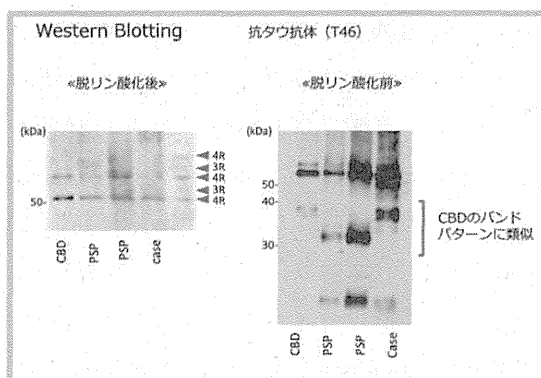 Western Blotting
抗タウ抗体（T46）
≪脱リン酸化後≫
(kDa)
50-
4R
3R
4R
3R
4R
CBD
PSP
PSP
case
≪脱リン酸化前≫
(kDa)
50-
40-
30-
CBD
PSP
PSP
Case
CBDのバンド
パターンに類似